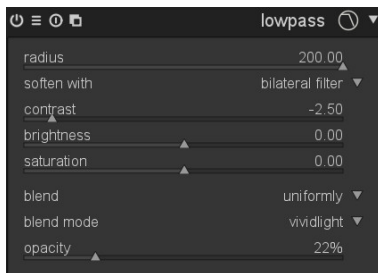 lowpass
radius 200.00
soften with bilateral filter
contrast -2.50
brightness 0.00
saturation 0.00
blend uniformly
blend mode vividlight
opacity 22%